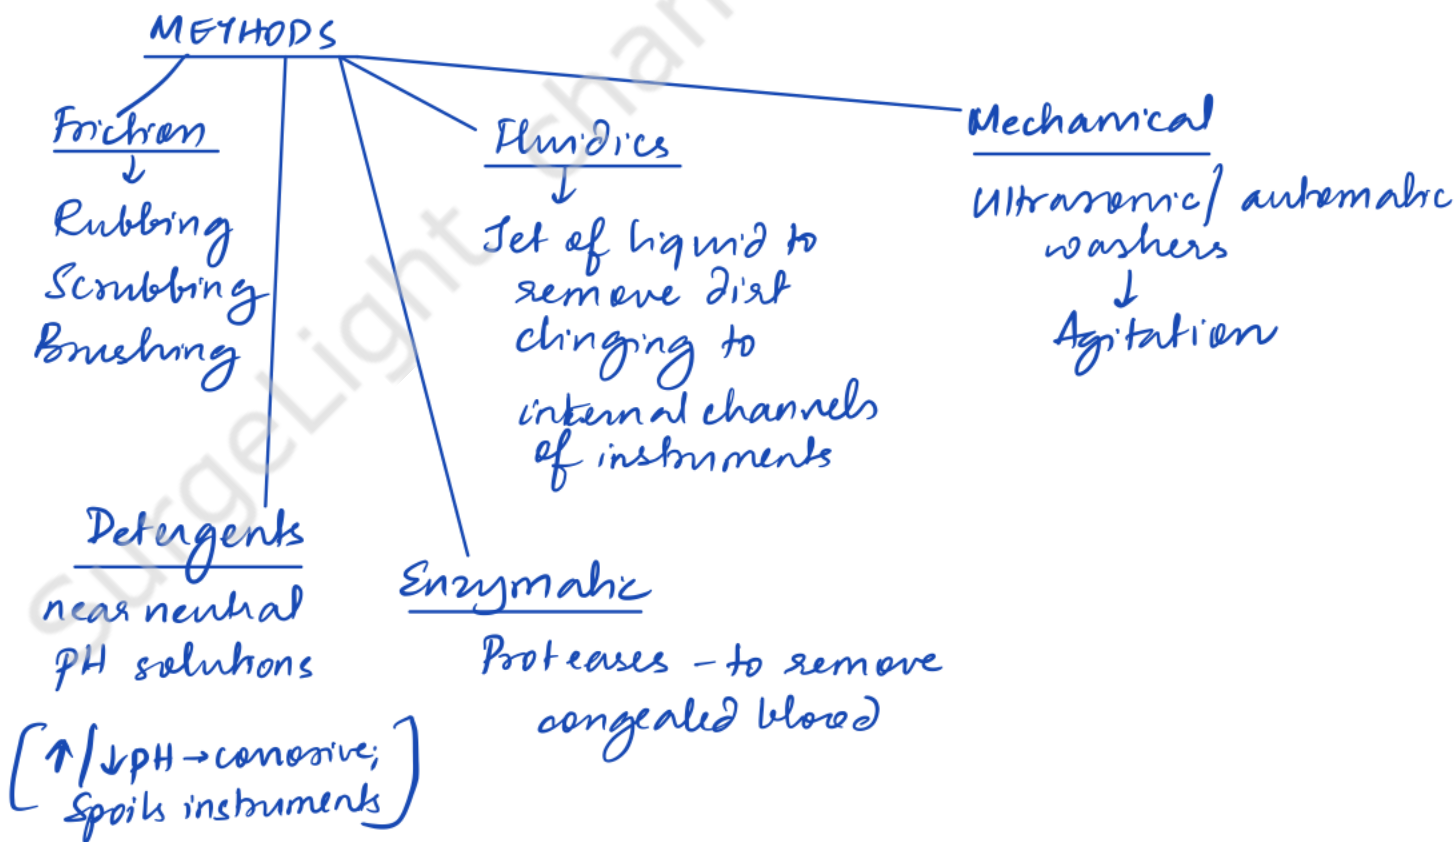 METHODS
Friction
Rubbing
Scrubbing
Brushing
Detergents
near neutral
pH solutions
[↑/↓pH → corrosive;
spoils instruments]
Enzymatic
Proteases - to remove
congealed blood
Fluidics
Jet of liquid to
remove dirt
clinging to
internal channels
of instruments
Mechanical
Ultrasonic/ automatic
washers
↓
Agitation
SurgeLight chan